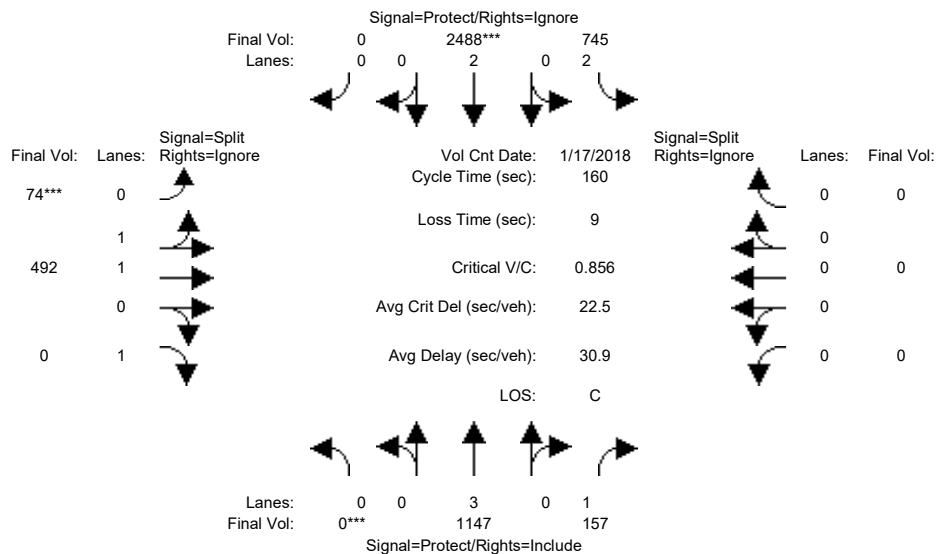 Signal=Protect/Rights=Ignore
Final Vol: 0 2488*** 745
Lanes: 0 0 2 0 2
Signal=Split
Final Vol: Lanes: Rights=Ignore
Vol Cnt Date: 1/17/2018
Signal=Split
Rights=Ignore Lanes: Final Vol:
Cycle Time (sec): 160
74*** 0
0 0
Loss Time (sec): 9
1
0
492 1
Critical V/C: 0.856
0 0
0
Avg Crit Del (sec/veh): 22.5
0
0 1
Avg Delay (sec/veh): 30.9
0 0
LOS: C
Lanes: 0 0 3 0 1
Final Vol: 0*** 1147 157
Signal=Protect/Rights=Include